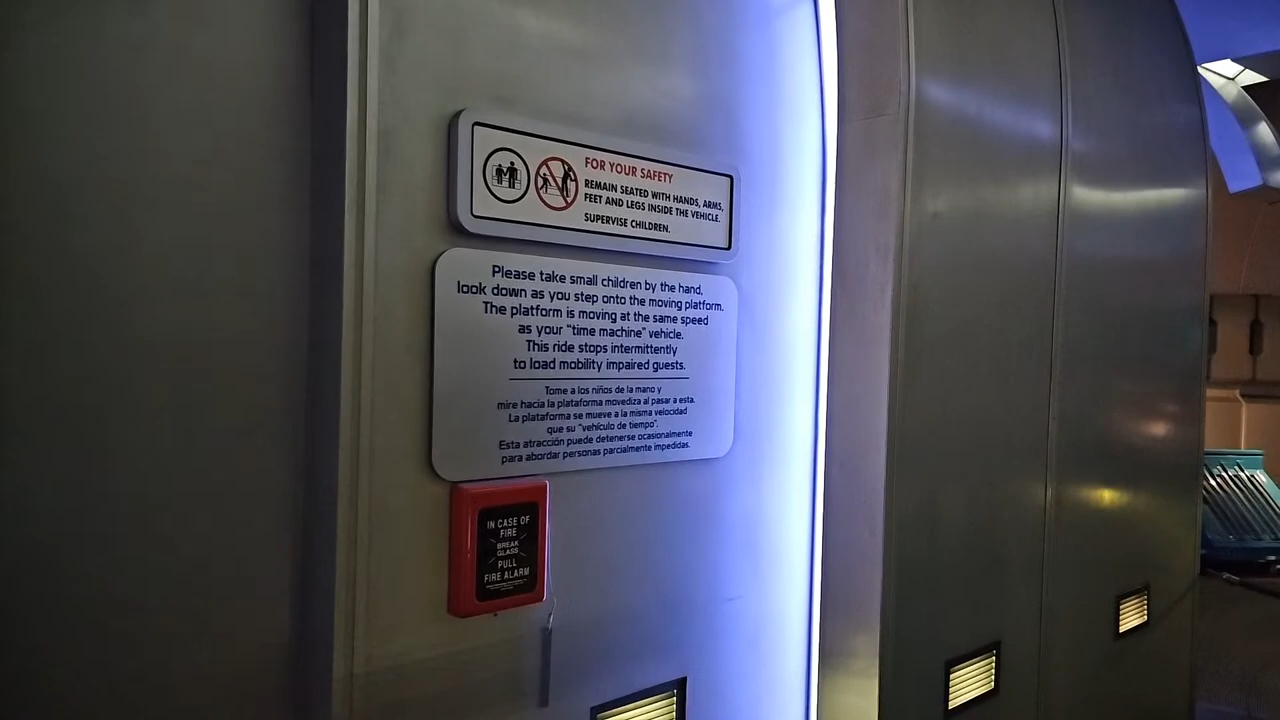 FOR YOUR SAFETY
REMAIN SEATED WITH HANDS, ARMS,
FEET AND LEGS INSIDE THE VEHICLE.
SUPERVISE CHILDREN.
Please take small children by the hand,
look down as you step onto the moving platform.
The platform is moving at the same speed
as your "time machine" vehicle.
This ride stops intermittently
to load mobility impaired guests.
Tome a los niños de la mano y
mire hacia la plataforma movediza al pasar a esta.
La plataforma se mueve a la misma velocidad
que su "vehículo de tiempo".
Esta atracción puede detenerse ocasionalmente
para abordar personas parcialmente impedidas.
IN CASE OF
FIRE
BREAK
GLASS
PULL
FIRE ALARM